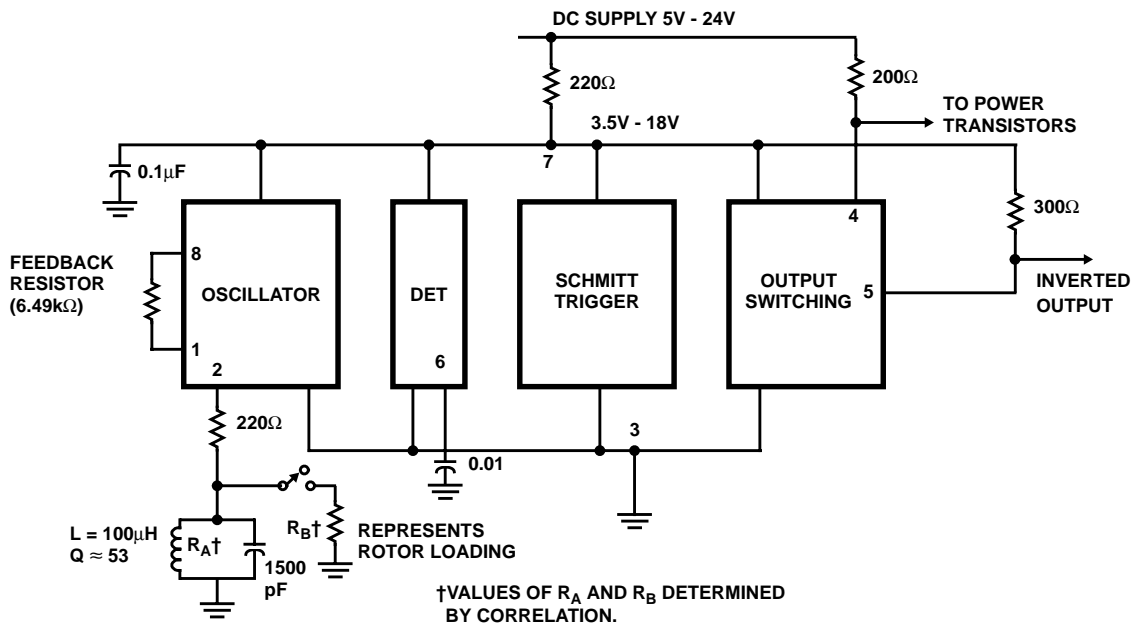 DC SUPPLY 5V - 24V
220Ω
200Ω
TO POWER
TRANSISTORS
3.5V - 18V
7
0.1µF
4
300Ω
8
FEEDBACK
RESISTOR
(6.49kΩ)
OSCILLATOR
DET
SCHMITT
TRIGGER
OUTPUT
SWITCHING
5
INVERTED
OUTPUT
1
2
6
220Ω
3
0.01
L = 100µH
Q ≈ 53
RA†
1500
pF
RB†
REPRESENTS
ROTOR LOADING
†VALUES OF RA AND RB DETERMINED
BY CORRELATION.